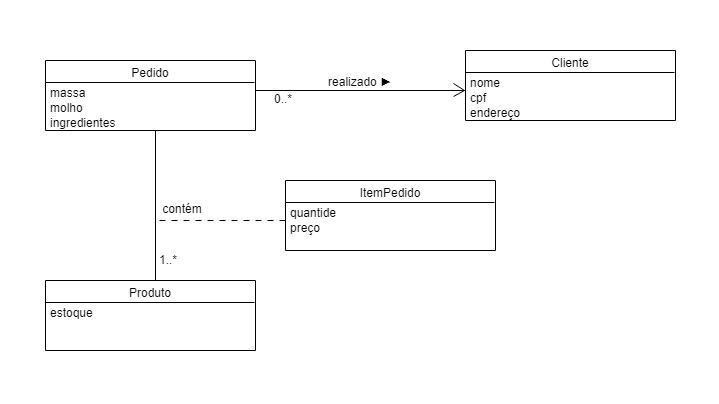 Pedido
massa
molho
ingredientes
realizado ►
0..*
Cliente
nome
cpf
endereço
contém
1..*
ItemPedido
quantide
preço
Produto
estoque